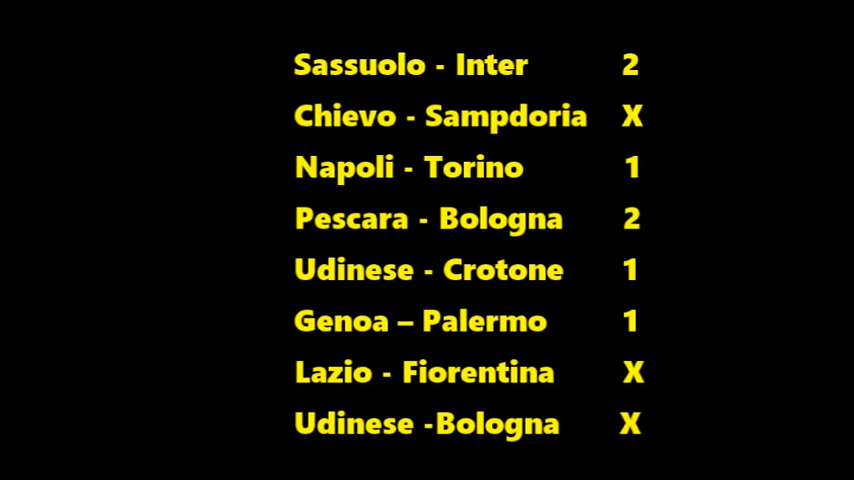 Sassuolo - Inter 2
Chievo - Sampdoria X
Napoli - Torino 1
Pescara - Bologna 2
Udinese - Crotone 1
Genoa – Palermo 1
Lazio - Fiorentina X
Udinese -Bologna X